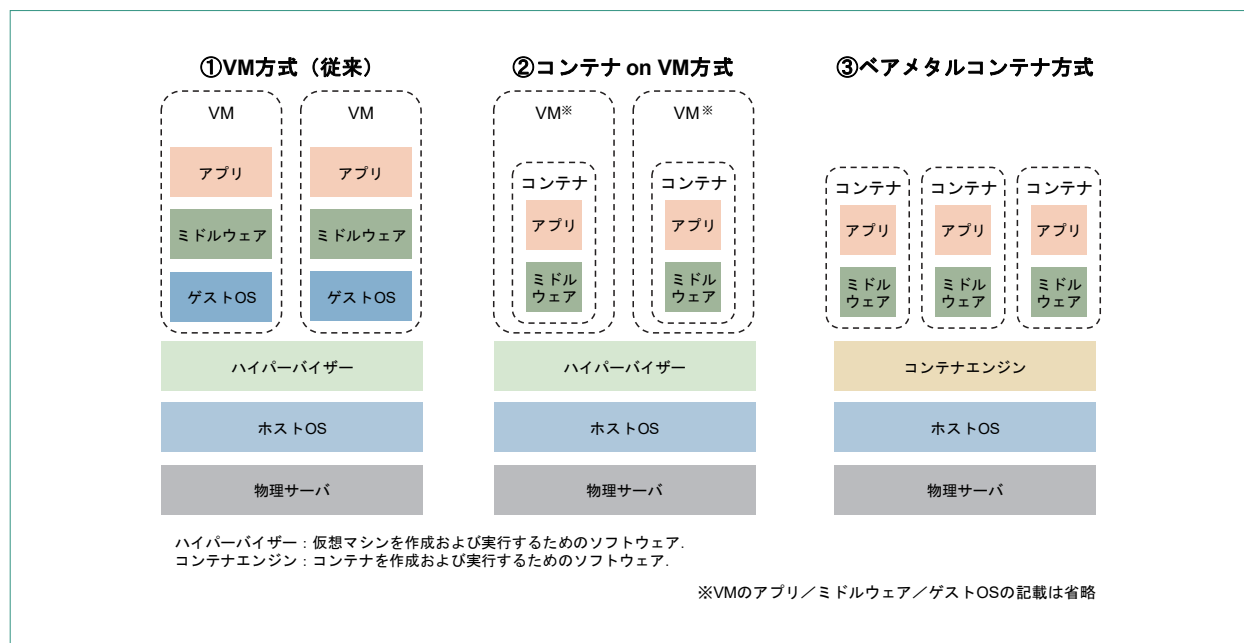 ①VM方式（従来）
VM
アプリ
ミドルウェア
ゲストOS
VM
アプリ
ミドルウェア
ゲストOS
ハイパーバイザー
ホストOS
物理サーバ
②コンテナ on VM方式
VM※
コンテナ
アプリ
ミドル
ウェア
VM※
コンテナ
アプリ
ミドル
ウェア
ハイパーバイザー
ホストOS
物理サーバ
③ベアメタルコンテナ方式
コンテナ
アプリ
ミドル
ウェア
コンテナ
アプリ
ミドル
ウェア
コンテナ
アプリ
ミドル
ウェア
コンテナエンジン
ホストOS
物理サーバ
ハイパーバイザー：仮想マシンを作成および実行するためのソフトウェア.
コンテナエンジン：コンテナを作成および実行するためのソフトウェア.
※VMのアプリ／ミドルウェア／ゲストOSの記載は省略